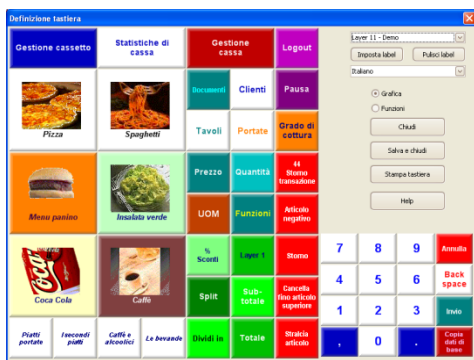 Definizione tastiera
Gestione cassetto
Statistiche di
cassa
Gestione
cassa
Logout
Layer 11 - Demo
Imposta label
Pulisci label
Italiano
Grafica
Funzioni
Chiudi
Salva e chiudi
Stampa tastiera
Help
Pizza
Spaghetti
Documenti
Clienti
Pausa
Tavoli
Portate
Grado di
cottura
Menu panino
Insalata verde
Prezzo
Quantità
44
Storno
transazione
UOM
Funzioni
Articolo
negativo
Coca Cola
Caffè
%
Sconti
Layer 1
Storno
Split
Sub-
totale
Cancella
fino articolo
superiore
Piatti
portate
I secondi
piatti
Caffè e
alcoolici
Le bevande
Dividi in
Totale
Stralcia
articolo
7
8
9
Annulla
4
5
6
Back
space
1
2
3
Invio
,
0
.
Copia
dati di
base